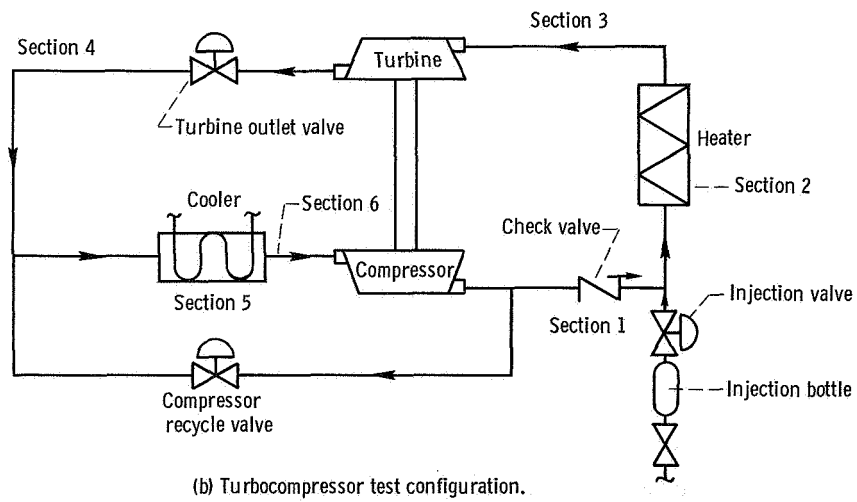 Section 3
Section 4
Turbine
Turbine outlet valve
Heater
Section 2
Cooler
Section 6
Check valve
Compressor
Section 5
Section 1
Injection valve
Injection bottle
Compressor
recycle valve
(b) Turbocompressor test configuration.